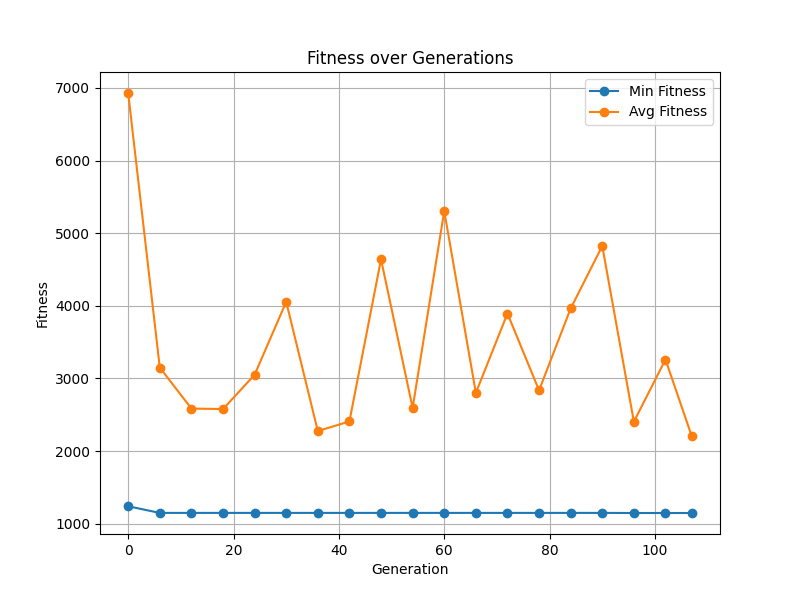 Fitness over Generations
Min Fitness
Avg Fitness
7000
6000
5000
4000
3000
2000
1000
Fitness
0 20 40 60 80 100
Generation